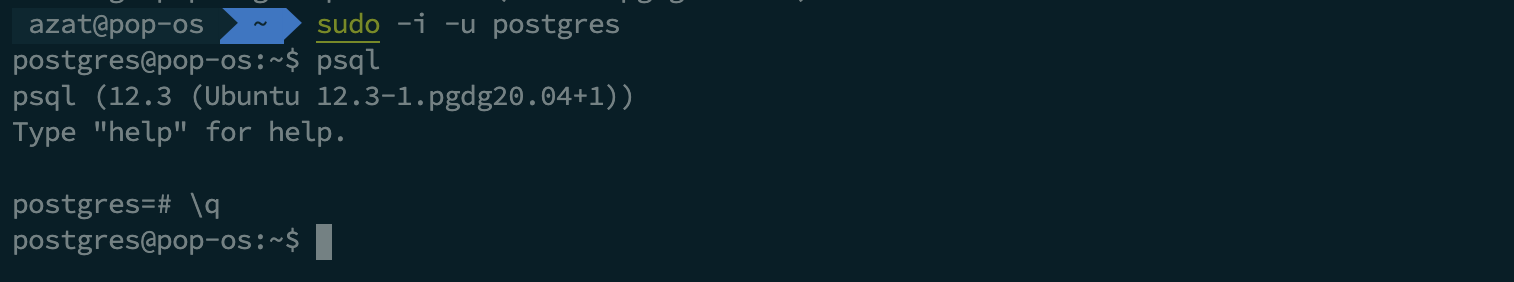 azat@pop-os ~ sudo -i -u postgres
postgres@pop-os:~$ psql
psql (12.3 (Ubuntu 12.3-1.pgdg20.04+1))
Type "help" for help.
postgres=# \q
postgres@pop-os:~$